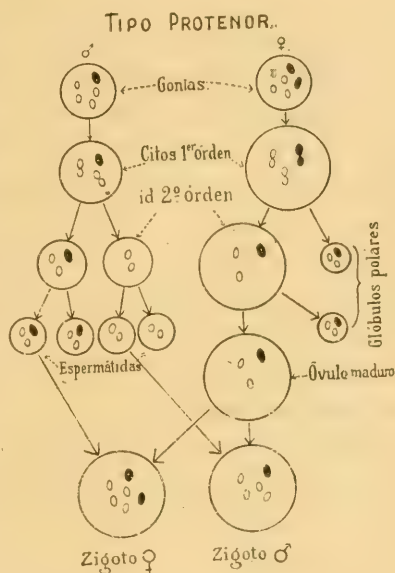 TIPO PROTENOR.
♂ ♀
Gonias
Citos 1er órden
id 2º órden
Glóbulos polares
Espermátidas
Óvulo maduro
Zigoto ♀ Zigoto ♂